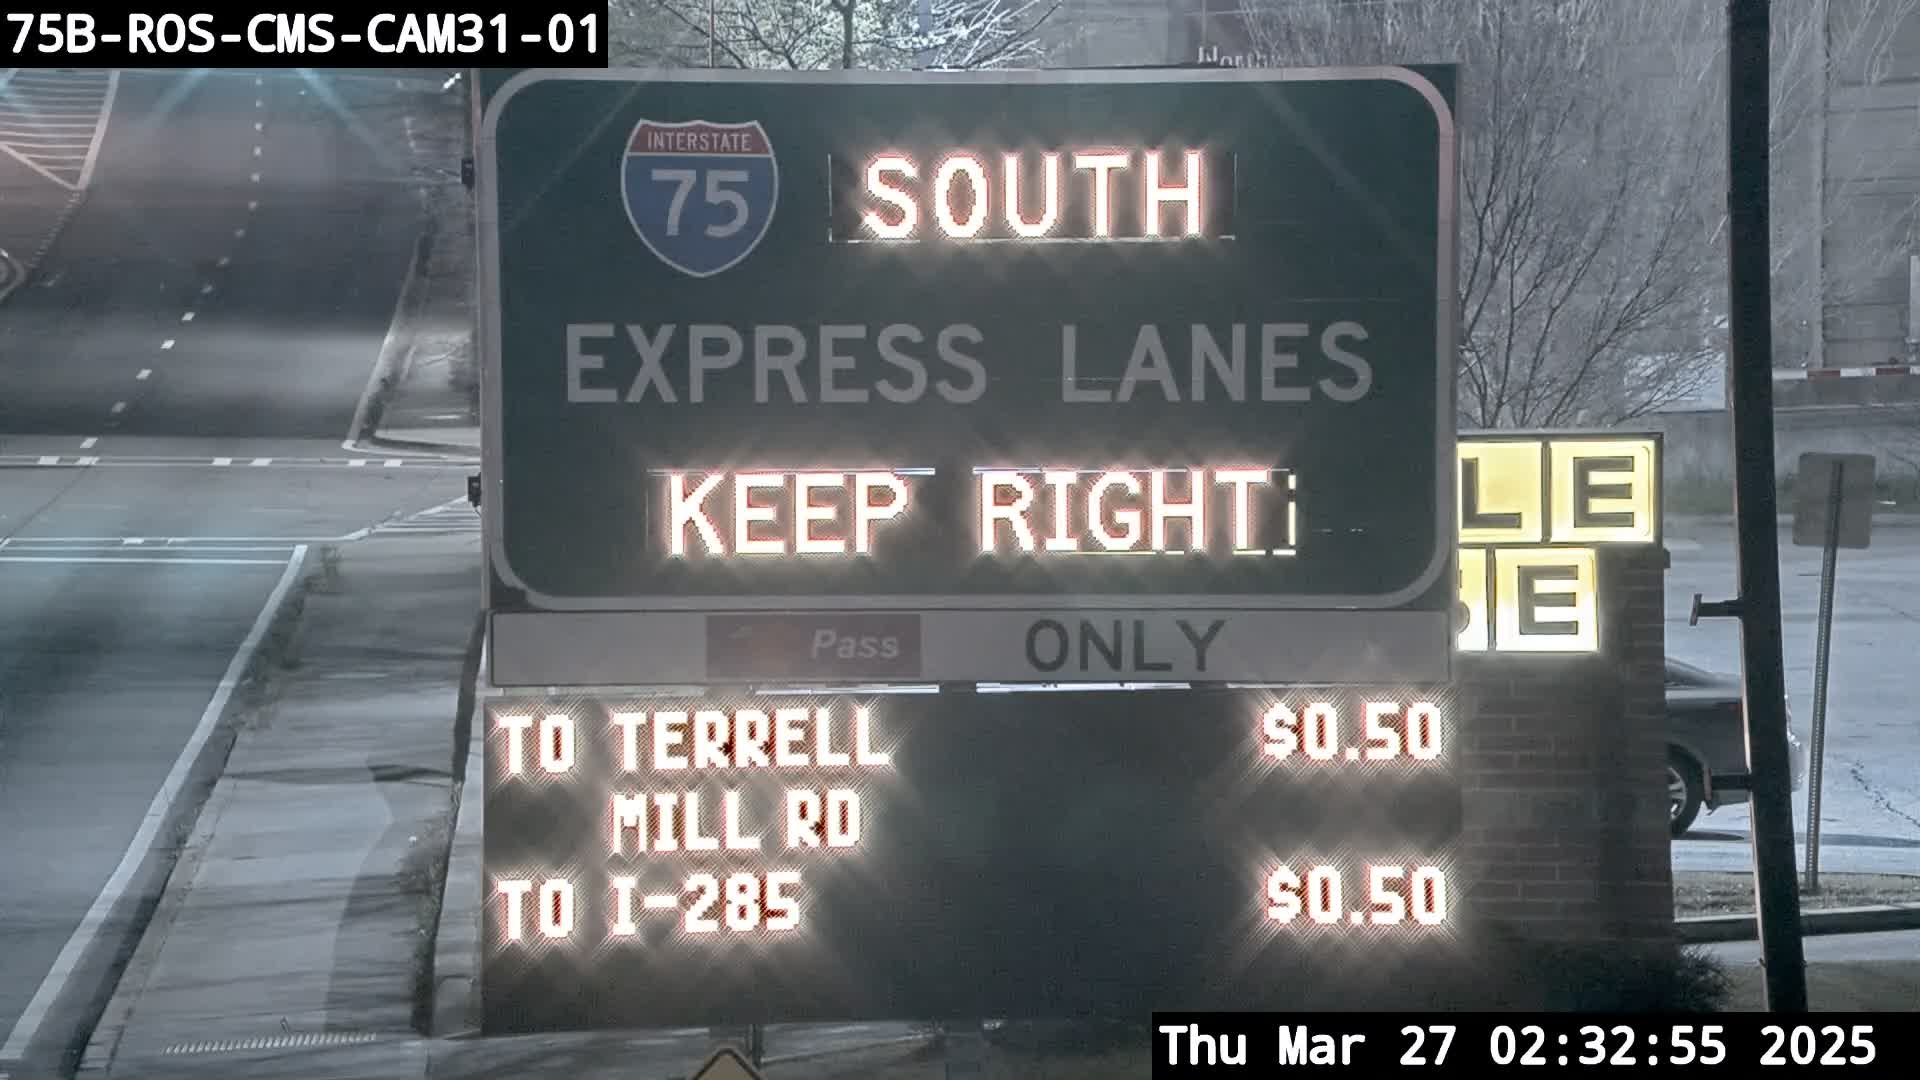 75B-ROS-CMS-CAM31-01
INTERSTATE
75
SOUTH
EXPRESS LANES
KEEP RIGHT
Pass ONLY
LE
E
TO TERRELL $0.50
MILL RD
TO I-285 $0.50
Thu Mar 27 02:32:55 2025